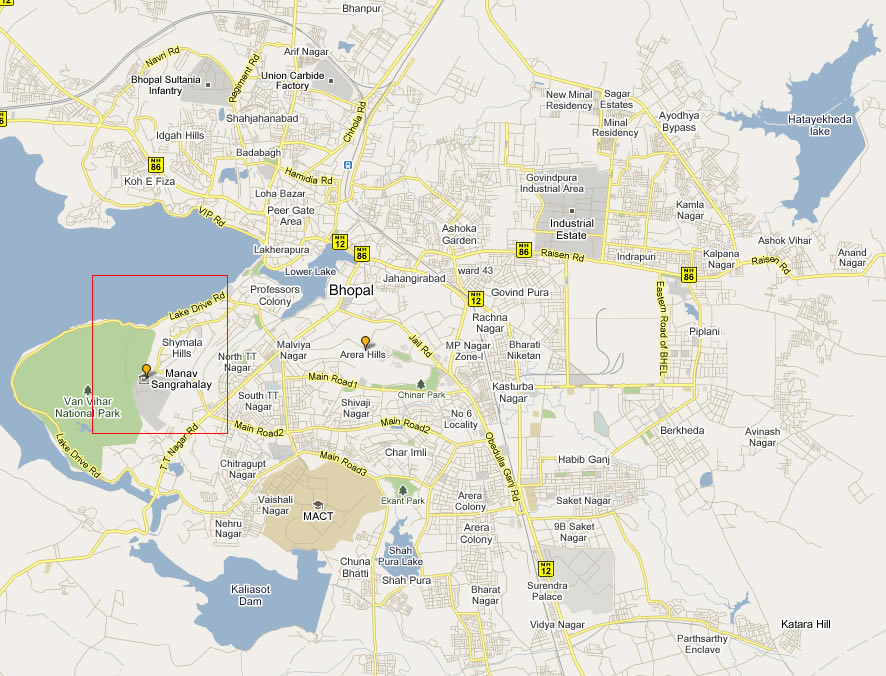 12
Bhanpur
Navri Rd
Arif Nagar
Regiment Rd
Bhopal Sultania
Infantry
Union Carbide
Factory
Chhola Rd
New Minal
Residency
Sagar
Estates
Minal
Residency
Ayodhya
Bypass
Hatayekheda
lake
6
Shahjahanabad
Idgah Hills
Badabagh
NH
86
Koh E Fiza
Hamidia Rd
Loha Bazar
Peer Gate
Area
VIP Rd
Govindpura
Industrial Area
Industrial
Estate
Kamla
Nagar
Ashoka
Garden
NH
12
NH
86
Lakherapura
NH
86
Raisen Rd
Indrapuri
Kalpana
Nagar
Ashok Vihar
Raisen Rd
Anand
Nagar
NH
86
Lower Lake
Jahangirabad
ward 43
Professors
Colony
Bhopal
NH
12
Govind Pura
Eastern Road of BHEL
Lake Drive Rd
Rachna
Nagar
Piplani
Shymala
Hills
Malviya
Nagar
Arera Hills
Jail Rd
MP Nagar
Zone-I
Bharati
Niketan
North TT
Nagar
Manav
Sangrahalay
Main Road1
Chinar Park
Kasturba
Nagar
Van Vihar
National Park
South TT
Nagar
Shivaji
Nagar
No 6
Locality
Main Road2
Main Road2
Berkheda
Avinash
Nagar
Lake Drive Rd
T T Nagar Rd
Main Road3
Char Imli
Obedulla Ganj Rd
Habib Ganj
Chitragupt
Nagar
Vaishali
Nagar
Ekant Park
Arera
Colony
Saket Nagar
MACT
Nehru
Nagar
Arera
Colony
9B Saket
Nagar
Chuna
Bhatti
Shah
Pura Lake
NH
12
Shah Pura
Kaliasot
Dam
Bharat
Nagar
Surendra
Palace
Vidya Nagar
Katara Hill
Parthsarthy
Enclave